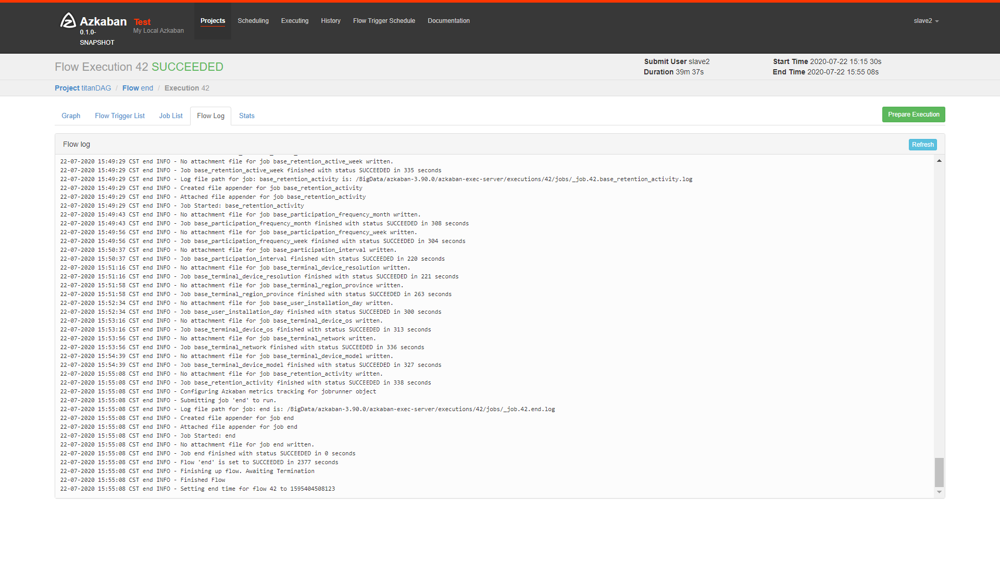 Azkaban
0.1.0-
SNAPSHOT
Test
My Local Azkaban
Projects
Scheduling
Executing
History
Flow Trigger Schedule
Documentation
slave2
Flow Execution 42 SUCCEEDED
Submit User slave2
Duration 39m 37s
Start Time 2020-07-22 15:15 30s
End Time 2020-07-22 15:55 08s
Project titanDAG / Flow end / Execution 42
Graph
Flow Trigger List
Job List
Flow Log
Stats
Prepare Execution
Flow log
Refresh
22-07-2020 15:49:29 CST end INFO - No attachment file for job base_retention_active_week written.
22-07-2020 15:49:29 CST end INFO - Job base_retention_active_week finished with status SUCCEEDED in 335 seconds
22-07-2020 15:49:29 CST end INFO - Log file path for job: base_retention_activity is: /BigData/azkaban-3.90.0/azkaban-exec-server/executions/42/jobs/_job.42.base_retention_activity.log
22-07-2020 15:49:29 CST end INFO - Created file appender for job base_retention_activity
22-07-2020 15:49:29 CST end INFO - Attached file appender for job base_retention_activity
22-07-2020 15:49:29 CST end INFO - Job Started: base_retention_activity
22-07-2020 15:49:43 CST end INFO - No attachment file for job base_participation_frequency_month written.
22-07-2020 15:49:43 CST end INFO - Job base_participation_frequency_month finished with status SUCCEEDED in 308 seconds
22-07-2020 15:49:56 CST end INFO - No attachment file for job base_participation_frequency_week written.
22-07-2020 15:49:56 CST end INFO - Job base_participation_frequency_week finished with status SUCCEEDED in 304 seconds
22-07-2020 15:50:37 CST end INFO - No attachment file for job base_participation_interval written.
22-07-2020 15:50:37 CST end INFO - Job base_participation_interval finished with status SUCCEEDED in 220 seconds
22-07-2020 15:51:16 CST end INFO - No attachment file for job base_terminal_device_resolution written.
22-07-2020 15:51:16 CST end INFO - Job base_terminal_device_resolution finished with status SUCCEEDED in 221 seconds
22-07-2020 15:51:58 CST end INFO - No attachment file for job base_terminal_region_province written.
22-07-2020 15:51:58 CST end INFO - Job base_terminal_region_province finished with status SUCCEEDED in 263 seconds
22-07-2020 15:52:34 CST end INFO - No attachment file for job base_user_installation_day written.
22-07-2020 15:52:34 CST end INFO - Job base_user_installation_day finished with status SUCCEEDED in 300 seconds
22-07-2020 15:53:16 CST end INFO - No attachment file for job base_terminal_device_os written.
22-07-2020 15:53:16 CST end INFO - Job base_terminal_device_os finished with status SUCCEEDED in 313 seconds
22-07-2020 15:53:56 CST end INFO - No attachment file for job base_terminal_network written.
22-07-2020 15:53:56 CST end INFO - Job base_terminal_network finished with status SUCCEEDED in 336 seconds
22-07-2020 15:54:39 CST end INFO - No attachment file for job base_terminal_device_model written.
22-07-2020 15:54:39 CST end INFO - Job base_terminal_device_model finished with status SUCCEEDED in 327 seconds
22-07-2020 15:55:08 CST end INFO - No attachment file for job base_retention_activity written.
22-07-2020 15:55:08 CST end INFO - Job base_retention_activity finished with status SUCCEEDED in 338 seconds
22-07-2020 15:55:08 CST end INFO - Configuring Azkaban metrics tracking for jobrunner object
22-07-2020 15:55:08 CST end INFO - Submitting job 'end' to run.
22-07-2020 15:55:08 CST end INFO - Log file path for job: end is: /BigData/azkaban-3.90.0/azkaban-exec-server/executions/42/jobs/_job.42.end.log
22-07-2020 15:55:08 CST end INFO - Created file appender for job end
22-07-2020 15:55:08 CST end INFO - Attached file appender for job end
22-07-2020 15:55:08 CST end INFO - Job Started: end
22-07-2020 15:55:08 CST end INFO - No attachment file for job end written.
22-07-2020 15:55:08 CST end INFO - Job end finished with status SUCCEEDED in 0 seconds
22-07-2020 15:55:08 CST end INFO - Flow 'end' is set to SUCCEEDED in 2377 seconds
22-07-2020 15:55:08 CST end INFO - Finishing up flow. Awaiting Termination
22-07-2020 15:55:08 CST end INFO - Finished Flow
22-07-2020 15:55:08 CST end INFO - Setting end time for flow 42 to 1595404508123